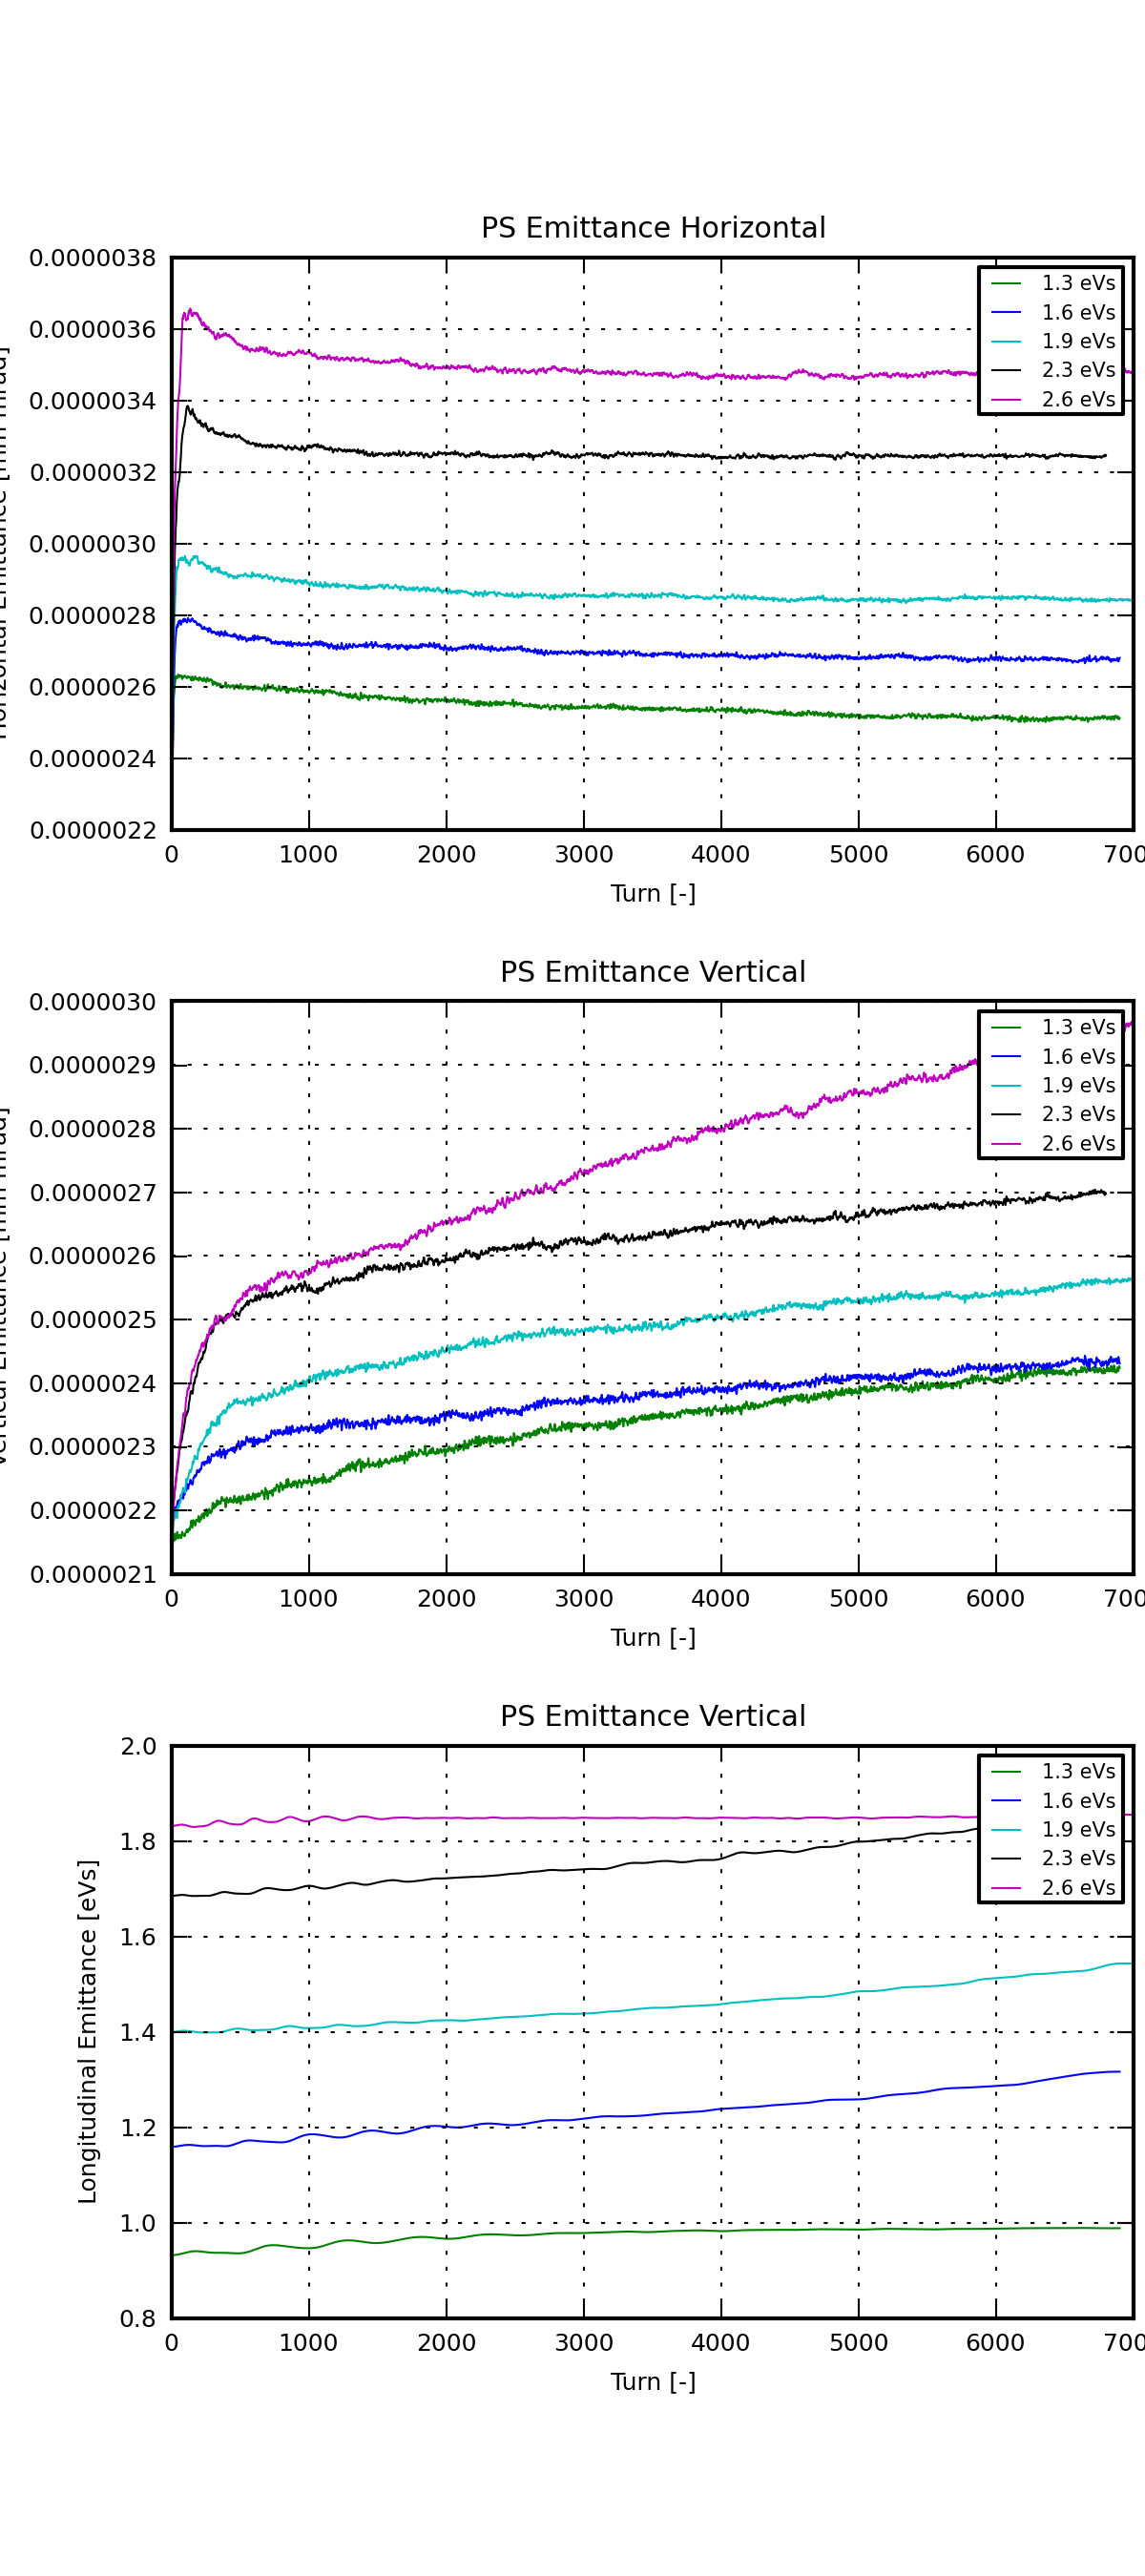 PS Emittance Horizontal
0.0000038
0.0000036
0.0000034
0.0000032
0.0000030
0.0000028
0.0000026
0.0000024
0.0000022
1.3 eVs
1.6 eVs
1.9 eVs
2.3 eVs
2.6 eVs
0 1000 2000 3000 4000 5000 6000 700
Turn [-]
PS Emittance Vertical
0.0000030
0.0000029
0.0000028
0.0000027
0.0000026
0.0000025
0.0000024
0.0000023
0.0000022
0.0000021
1.3 eVs
1.6 eVs
1.9 eVs
2.3 eVs
2.6 eVs
0 1000 2000 3000 4000 5000 6000 700
Turn [-]
PS Emittance Vertical
Longitudinal Emittance [eVs]
2.0
1.8
1.6
1.4
1.2
1.0
0.8
1.3 eVs
1.6 eVs
1.9 eVs
2.3 eVs
2.6 eVs
0 1000 2000 3000 4000 5000 6000 700
Turn [-]